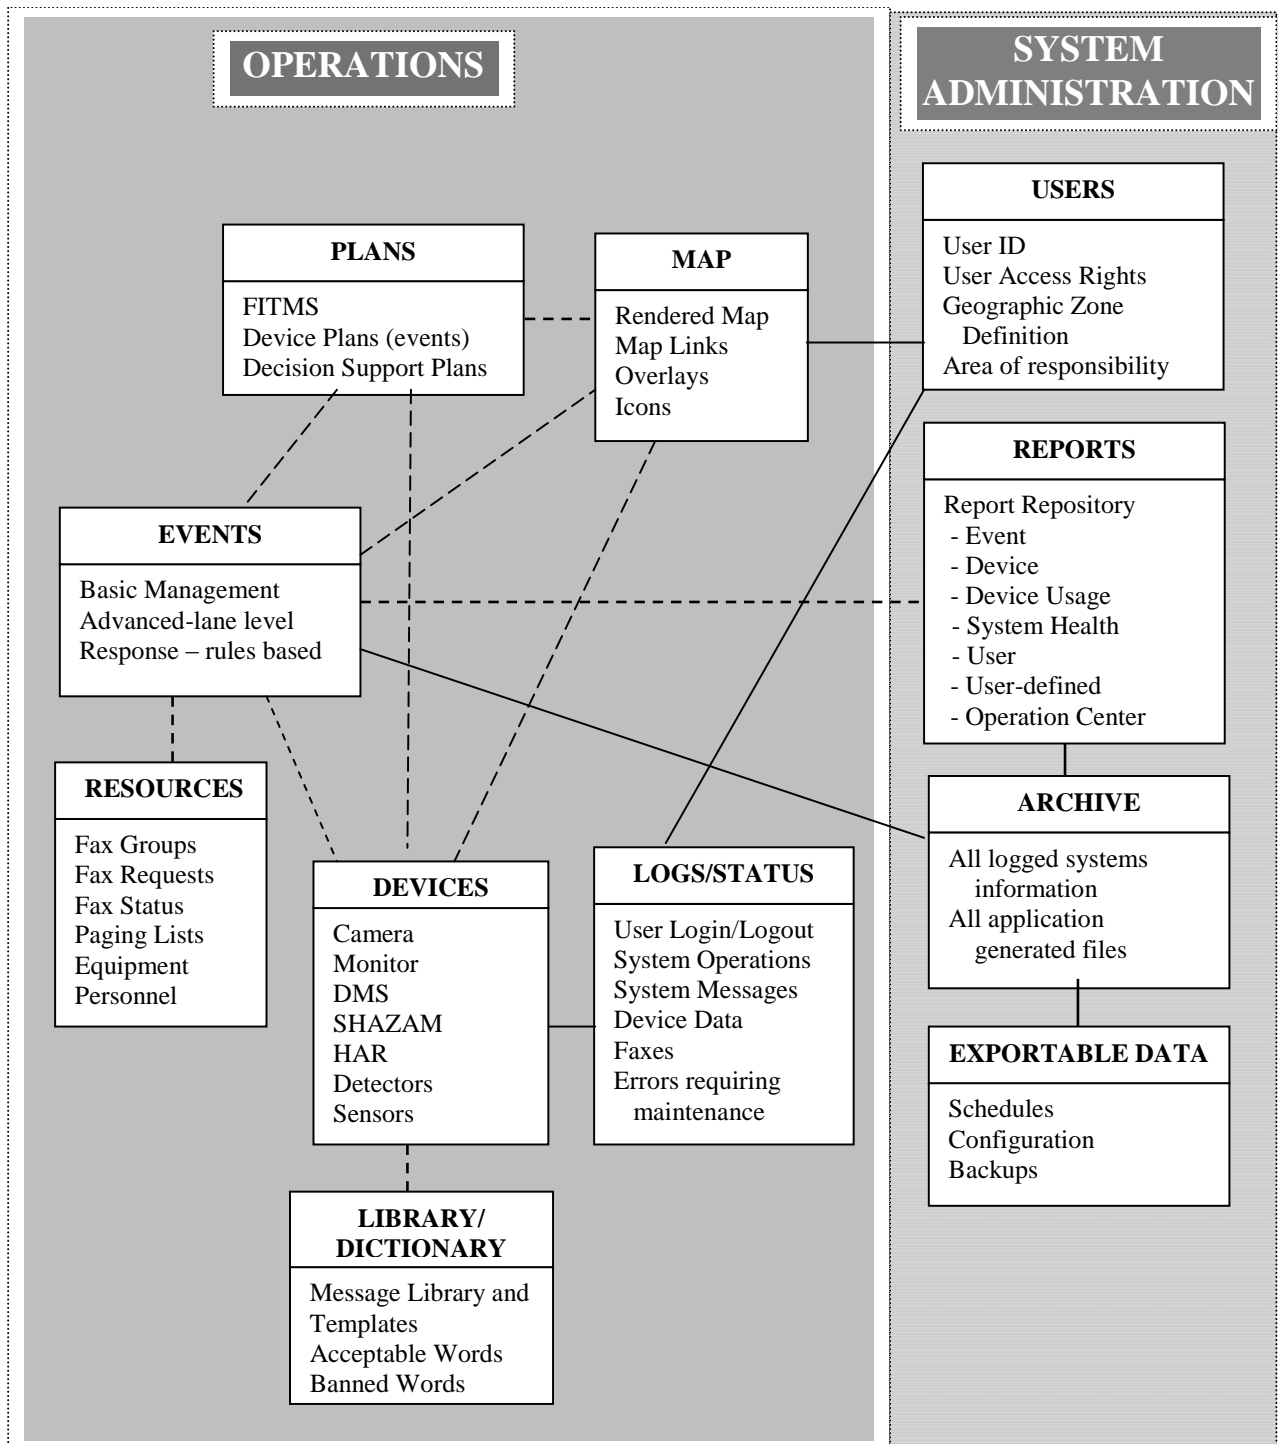 OPERATIONS
SYSTEM
ADMINISTRATION
PLANS
FITMS
Device Plans (events)
Decision Support Plans
MAP
Rendered Map
Map Links
Overlays
Icons
USERS
User ID
User Access Rights
Geographic Zone
Definition
Area of responsibility
EVENTS
Basic Management
Advanced-lane level
Response – rules based
REPORTS
Report Repository
- Event
- Device
- Device Usage
- System Health
- User
- User-defined
- Operation Center
RESOURCES
Fax Groups
Fax Requests
Fax Status
Paging Lists
Equipment
Personnel
DEVICES
Camera
Monitor
DMS
SHAZAM
HAR
Detectors
Sensors
LOGS/STATUS
User Login/Logout
System Operations
System Messages
Device Data
Faxes
Errors requiring
maintenance
ARCHIVE
All logged systems
information
All application
generated files
EXPORTABLE DATA
Schedules
Configuration
Backups
LIBRARY/
DICTIONARY
Message Library and
Templates
Acceptable Words
Banned Words